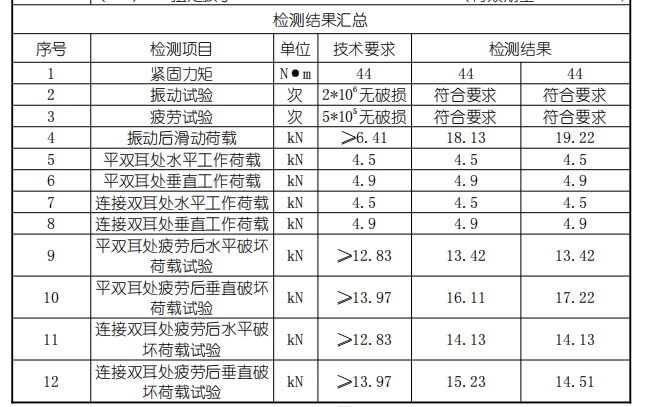 检测结果汇总
序号 检测项目 单位 技术要求 检测结果
1 紧固力矩 N●m 44 44 44
2 振动试验 次 2*10⁶无破损 符合要求 符合要求
3 疲劳试验 次 5*10⁵无破损 符合要求 符合要求
4 振动后滑动荷载 kN ≥6.41 18.13 19.22
5 平双耳处水平工作荷载 kN 4.5 4.5 4.5
6 平双耳处垂直工作荷载 kN 4.9 4.9 4.9
7 连接双耳处水平工作荷载 kN 4.5 4.5 4.5
8 连接双耳处垂直工作荷载 kN 4.9 4.9 4.9
9 平双耳处疲劳后水平破坏
荷载试验 kN ≥12.83 13.42 13.42
10 平双耳处疲劳后垂直破坏
荷载试验 kN ≥13.97 16.11 17.22
11 连接双耳处疲劳后水平破
坏荷载试验 kN ≥12.83 14.13 14.13
12 连接双耳处疲劳后垂直破
坏荷载试验 kN ≥13.97 15.23 14.51